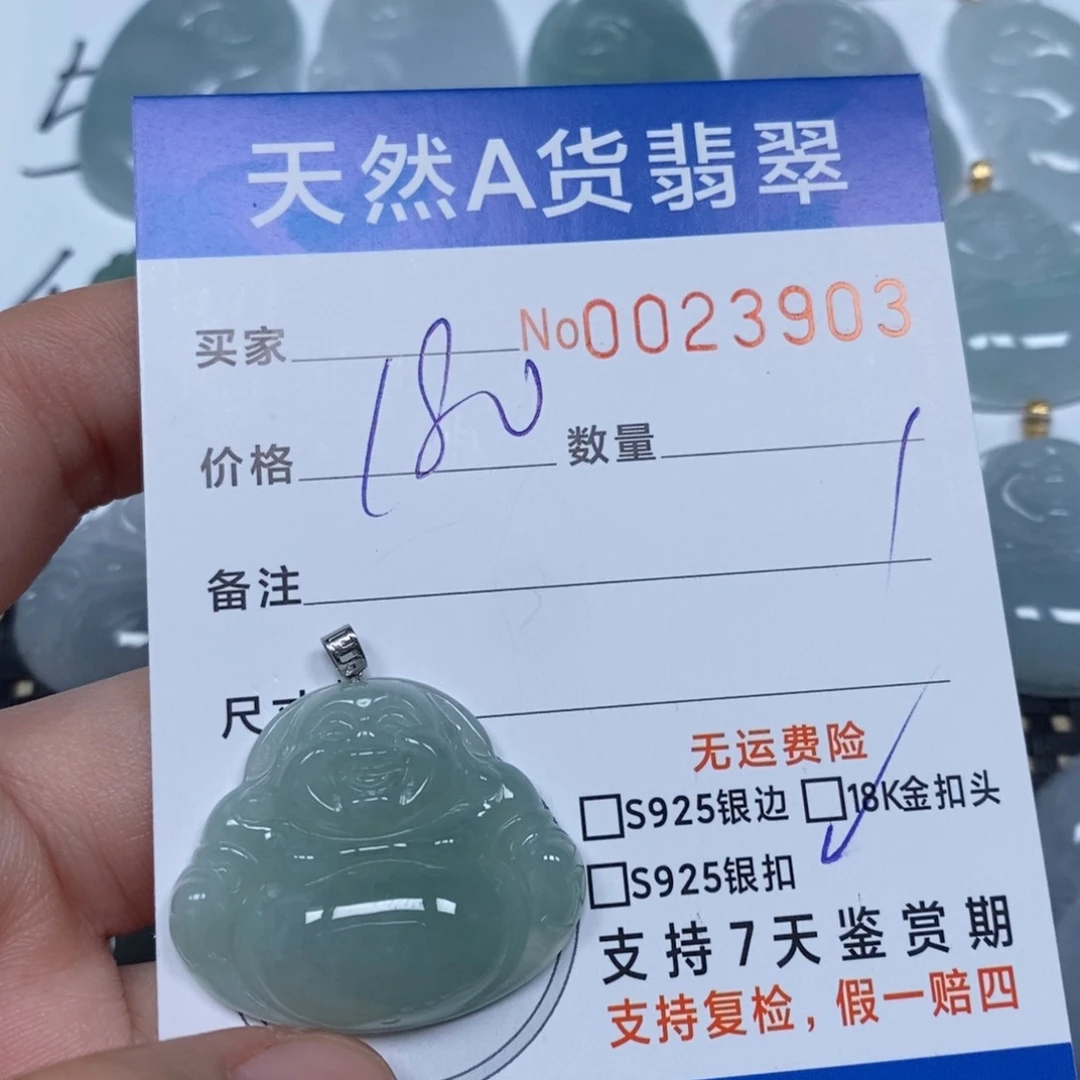 天然A货翡翠
买家 No0023903
价格 180 数量 1
备注
尺寸
无运费险
S925银边 18K金扣头
S925银扣
支持7天鉴赏期
支持复检，假一赔四